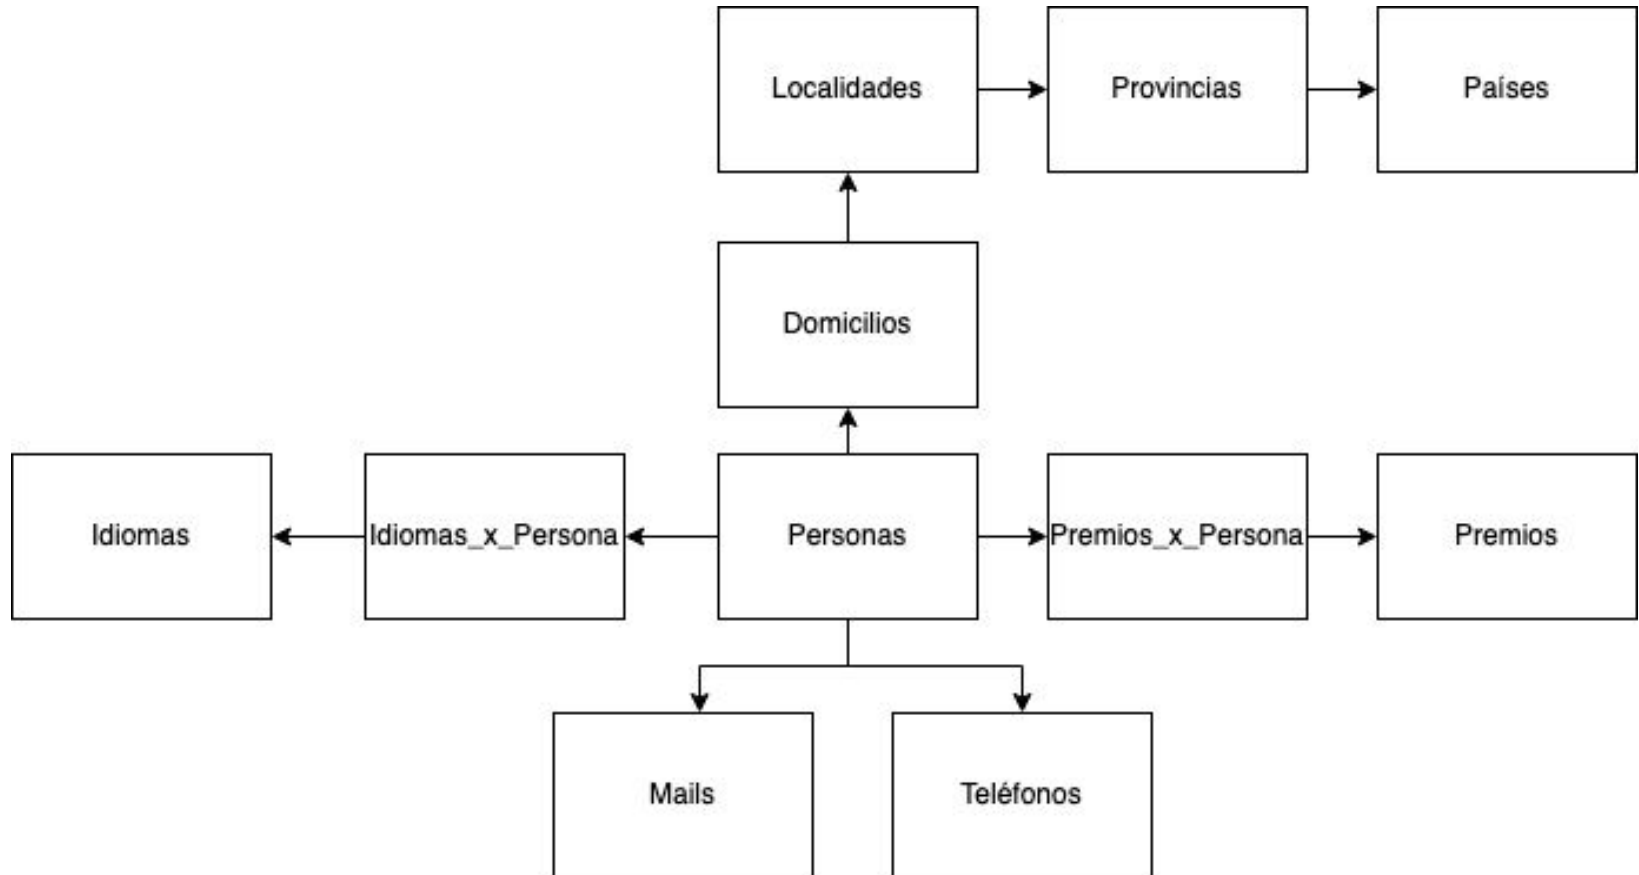 Localidades
Provincias
Países
Domicilios
Idiomas
Idiomas_x_Persona
Personas
Premios_x_Persona
Premios
Mails
Teléfonos